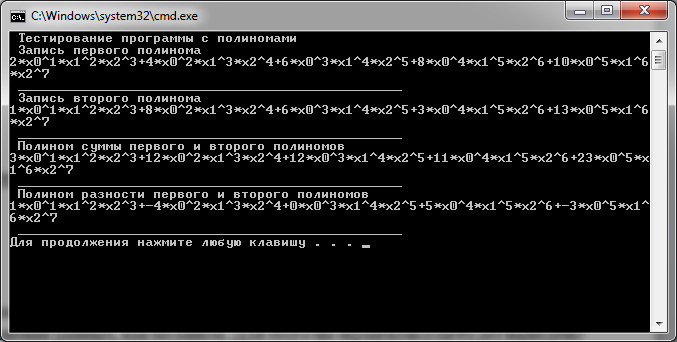 C:\Windows\system32\cmd.exe
Тестирование программы с полиномами
Запись первого полинома
2*x0^1*x1^2*x2^3+4*x0^2*x1^3*x2^4+6*x0^3*x1^4*x2^5+8*x0^4*x1^5*x2^6+10*x0^5*x1^6
*x2^7
Запись второго полинома
1*x0^1*x1^2*x2^3+8*x0^2*x1^3*x2^4+6*x0^3*x1^4*x2^5+3*x0^4*x1^5*x2^6+13*x0^5*x1^6
*x2^7
Полином суммы первого и второго полиномов
3*x0^1*x1^2*x2^3+12*x0^2*x1^3*x2^4+12*x0^3*x1^4*x2^5+11*x0^4*x1^5*x2^6+23*x0^5*x
1^6*x2^7
Полином разности первого и второго полиномов
1*x0^1*x1^2*x2^3+-4*x0^2*x1^3*x2^4+0*x0^3*x1^4*x2^5+5*x0^4*x1^5*x2^6+-3*x0^5*x1^
6*x2^7
Для продолжения нажмите любую клавишу . . .